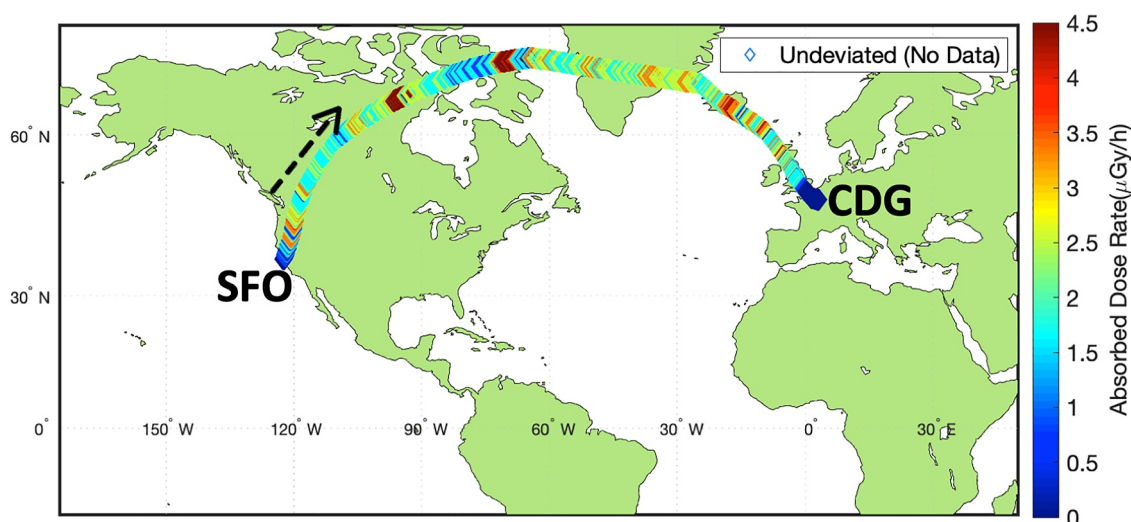 Undeviated (No Data)
4.5
4
3.5
3
2.5
2
1.5
1
0.5
0
Absorbed Dose Rate(μGy/h)
60° N
30° N
0°
150° W
120° W
90° W
60° W
30 W
0°
30° E
SFO
CDG